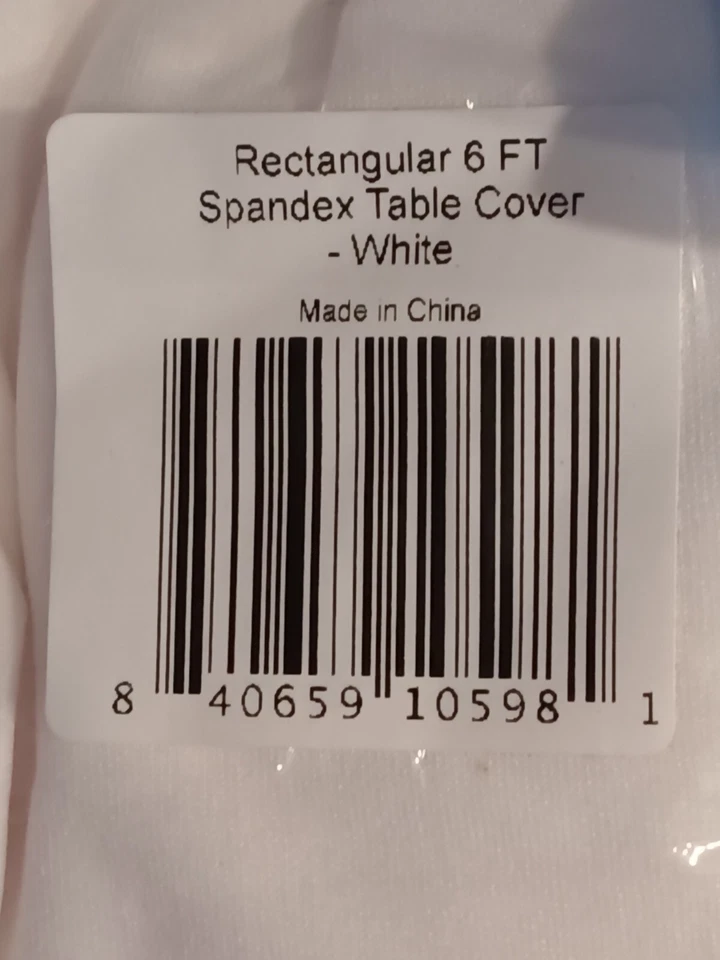 Rectangular 6 FT
Spandex Table Cover
- White
Made in China
8 40659 10598 1